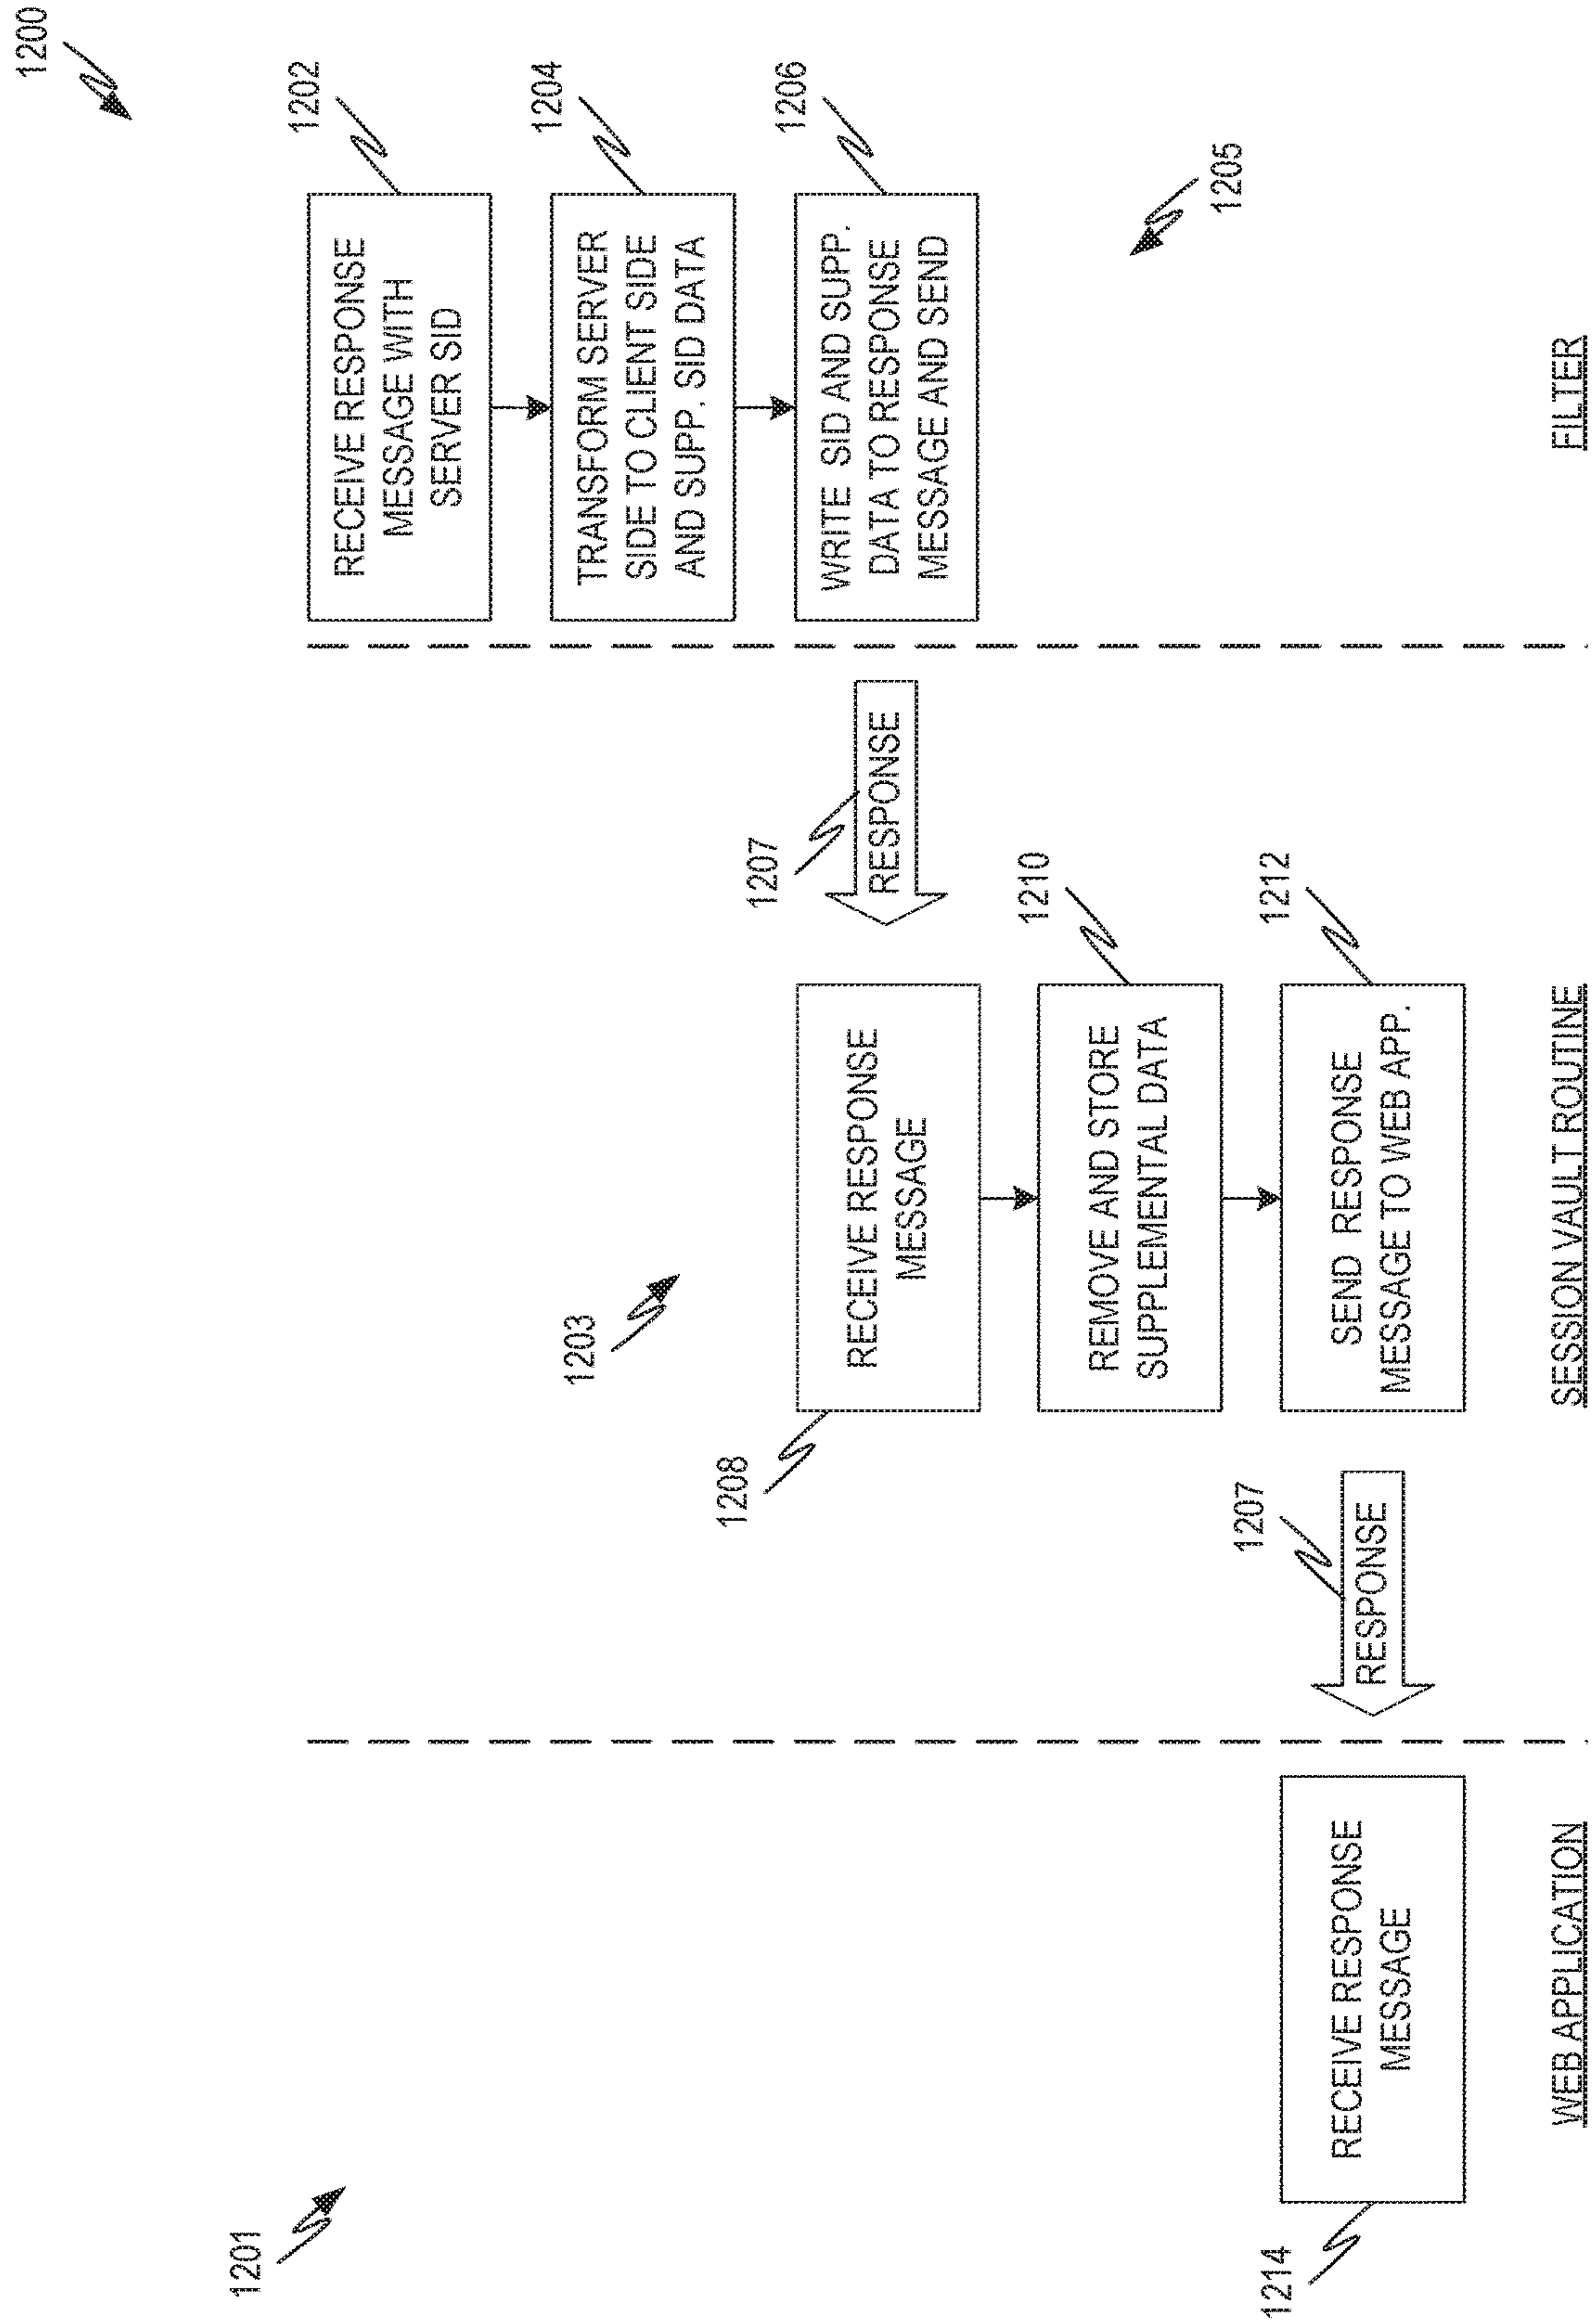 1200
1201
1203
1205
RECEIVE RESPONSE
MESSAGE WITH
SERVER SID
1202
TRANSFORM SERVER
SIDE TO CLIENT SIDE
AND SUPP. SID DATA
1204
WRITE SID AND SUPP.
DATA TO RESPONSE
MESSAGE AND SEND
1206
1207
RESPONSE
1208
RECEIVE RESPONSE
MESSAGE
REMOVE AND STORE
SUPPLEMENTAL DATA
1210
SEND RESPONSE
MESSAGE TO WEB APP.
1212
1207
RESPONSE
1214
RECEIVE RESPONSE
MESSAGE
WEB APPLICATION
SESSION VAULT ROUTINE
FILTER